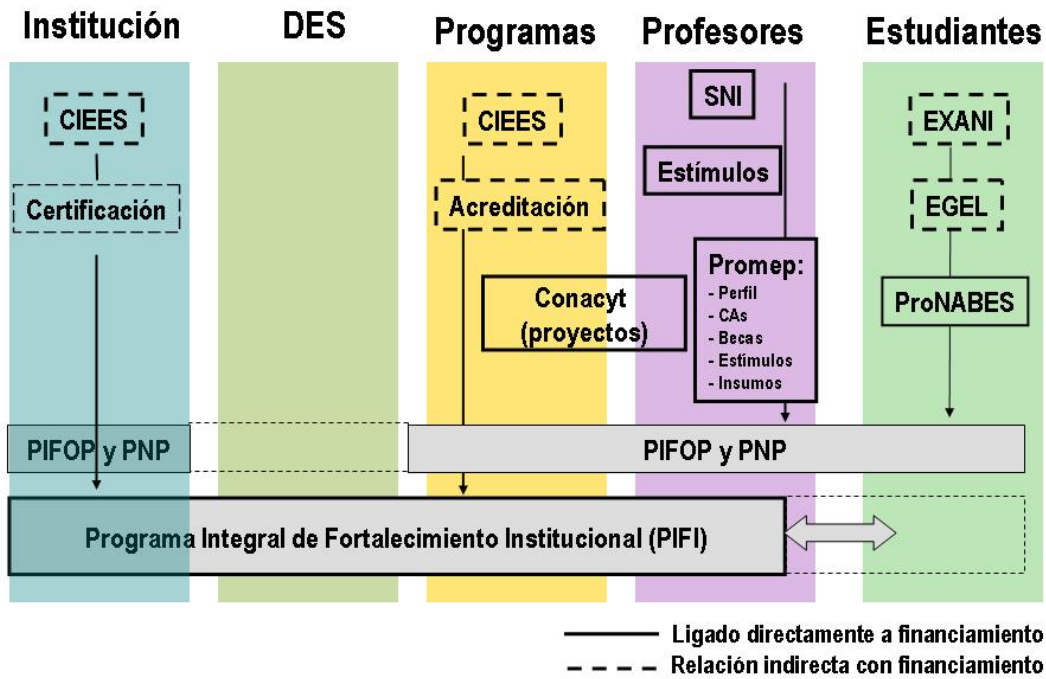 Institución
DES
Programas
Profesores
Estudiantes
CIEES
Certificación
CIEES
Acreditación
Conacyt
(proyectos)
SNI
Estímulos
Promep:
- Perfil
- CAs
- Becas
- Estímulos
- Insumos
EXANI
EGEL
ProNABES
PIFOP y PNP
PIFOP y PNP
Programa Integral de Fortalecimiento Institucional (PIFI)
Ligado directamente a financiamiento
Relación indirecta con financiamiento